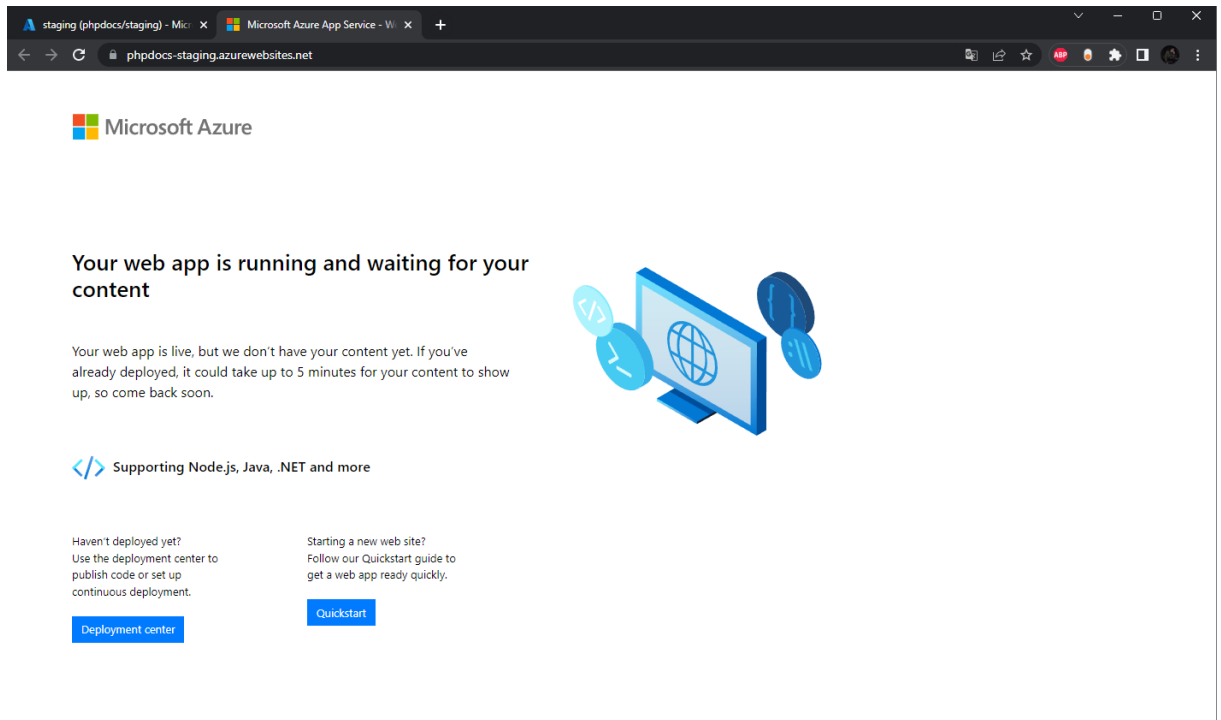 staging (phpdocs/staging) - Micr
Microsoft Azure App Service - W
phpdocs-staging.azurewebsites.net
ABP
Microsoft Azure
Your web app is running and waiting for your
content
Your web app is live, but we don't have your content yet. If you've
already deployed, it could take up to 5 minutes for your content to show
up, so come back soon.
</> Supporting Node.js, Java, .NET and more
Haven't deployed yet?
Use the deployment center to
publish code or set up
continuous deployment.
Deployment center
Starting a new web site?
Follow our Quickstart guide to
get a web app ready quickly.
Quickstart